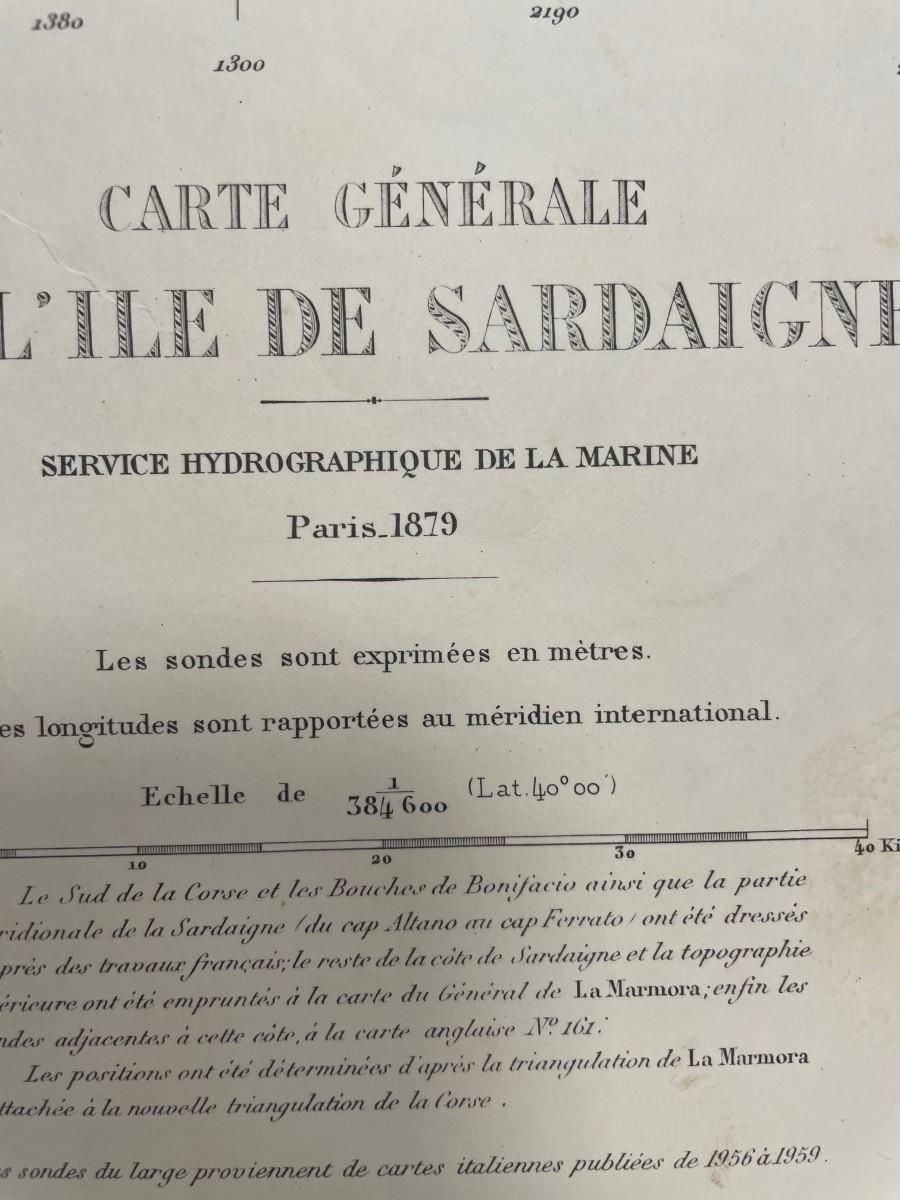 1380
2190
1300
CARTE GÉNÉRALE
L'ILE DE SARDAIGNE
SERVICE HYDROGRAPHIQUE DE LA MARINE
Paris_1879
Les sondes sont exprimées en mètres.
es longitudes sont rapportées au méridien international.
Echelle de 1/384600 (Lat. 40° 00')
10 20 30 40 Ki
Le Sud de la Corse et les Bouches de Bonifacio ainsi que la partie
ridionale de la Sardaigne (du cap Altano au cap Ferrato) ont été dressés
près des travaux français; le reste de la côte de Sardaigne et la topographie
érieure ont été empruntés à la carte du Général de La Marmora; enfin les
ndes adjacentes à cette côte, à la carte anglaise Nº 161.
Les positions ont été déterminées d'après la triangulation de La Marmora
ttachée à la nouvelle triangulation de la Corse.
s sondes du large proviennent de cartes italiennes publiées de 1956 à 1959.